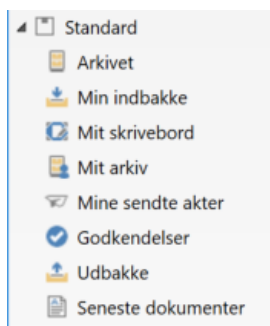 Standard
Arkivet
Min indbakke
Mit skrivebord
Mit arkiv
Mine sendte akter
Godkendelser
Udbakke
Seneste dokumenter